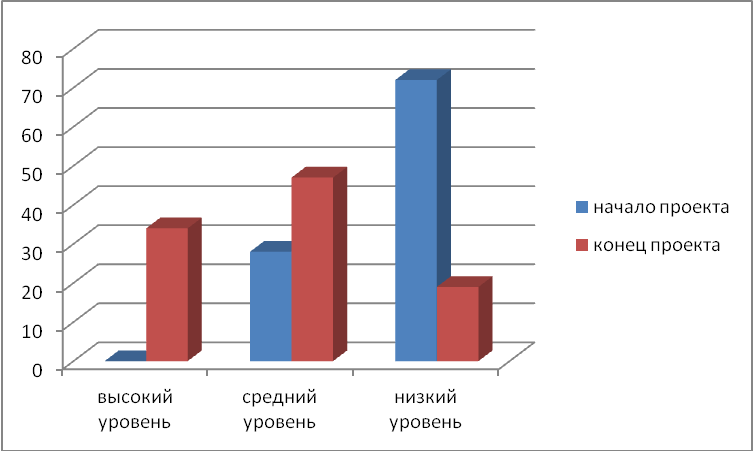 80
70
60
50
40
30
20
10
0
высокий
уровень
средний
уровень
низкий
уровень
начало проекта
конец проекта